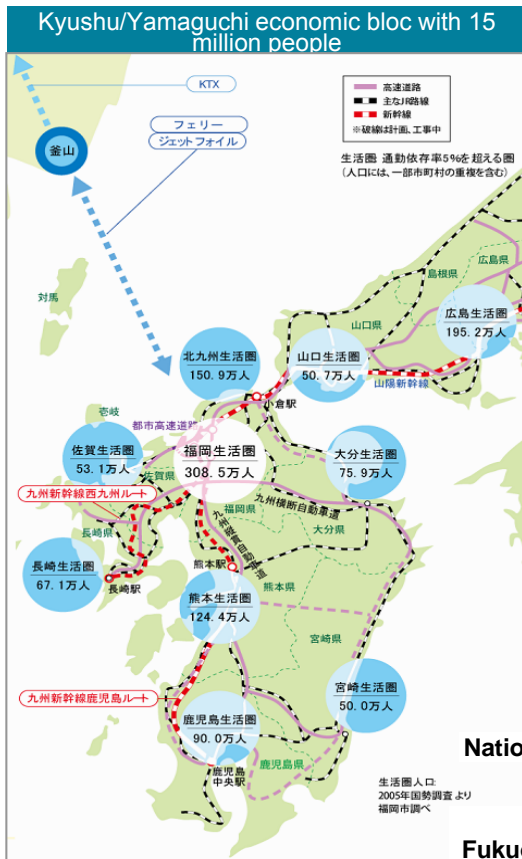 Kyushu/Yamaguchi economic bloc with 15
million people
KTX
釜山
フェリー
ジェットフォイル
高速道路
主なJR路線
新幹線
※破線は計画、工事中
生活圏: 通勤依存率5%を超える圏
(人口には、一部市町村の重複を含む)
対馬
島根県
広島県
広島生活圏
195.2万人
山口県
北九州生活圏
150.9万人
山口生活圏
50.7万人
山陽新幹線
小倉駅
壱岐
都市高速道路
佐賀生活圏
53.1万人
福岡生活圏
308.5万人
大分生活圏
75.9万人
佐賀県
九州新幹線西九州ルート
福岡県
九州横断自動車道
大分県
九州縦貫自動車道
長崎県
長崎生活圏
67.1万人
長崎駅
熊本駅
熊本県
熊本生活圏
124.4万人
宮崎県
九州新幹線鹿児島ルート
宮崎生活圏
50.0万人
鹿児島生活圏
90.0万人
鹿児島
中央駅
鹿児島県
Natio
生活圏人口:
2005年国勢調査より
福岡市調べ
Fuku